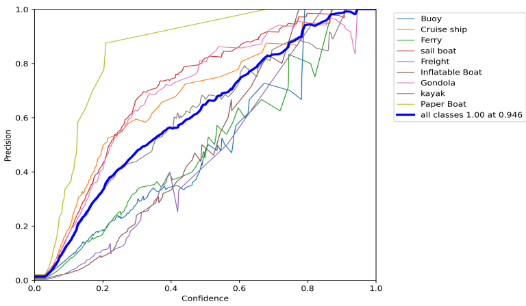 1.0
0.8
0.6
0.4
0.2
0.0
Precision
0.0 0.2 0.4 0.6 0.8 1.0
Confidence
Buoy
Cruise ship
Ferry
sail boat
Freight
Inflatable Boat
Gondola
kayak
Paper Boat
all classes 1.00 at 0.946